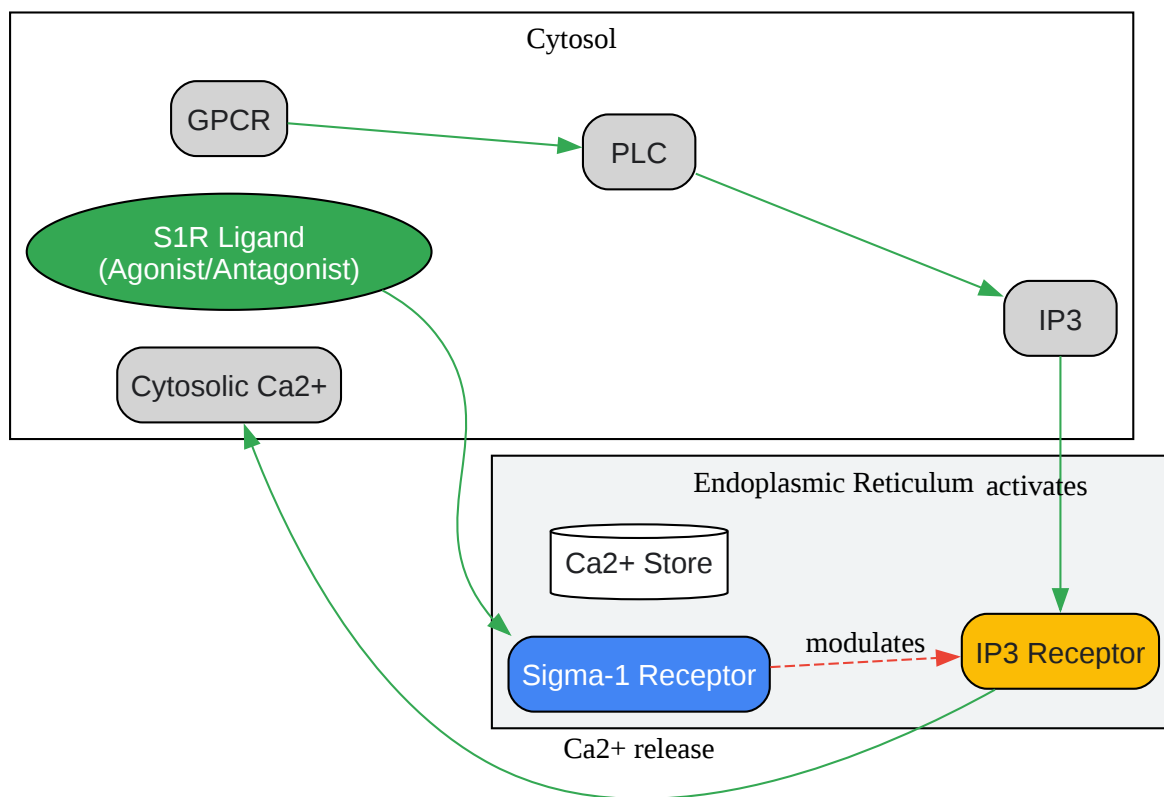 Cytosol
GPCR
PLC
S1R Ligand
(Agonist/Antagonist)
IP3
Cytosolic Ca2+
Endoplasmic Reticulum
activates
Ca2+ Store
modulates
IP3 Receptor
Sigma-1 Receptor
Ca2+ release